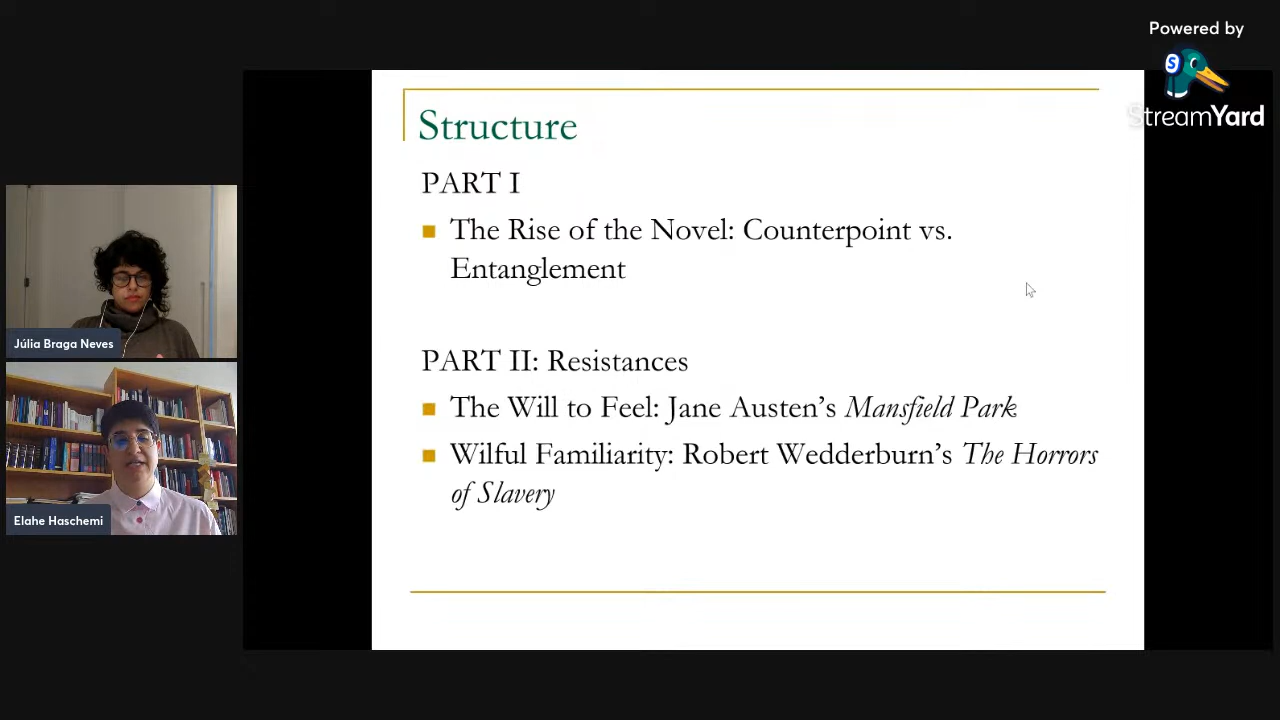 Powered by
StreamYard
Structure
PART I
The Rise of the Novel: Counterpoint vs.
Entanglement
PART II: Resistances
The Will to Feel: Jane Austen’s Mansfield Park
Wilful Familiarity: Robert Wedderburn’s The Horrors
of Slavery
Júlia Braga Neves
Elahe Haschemi